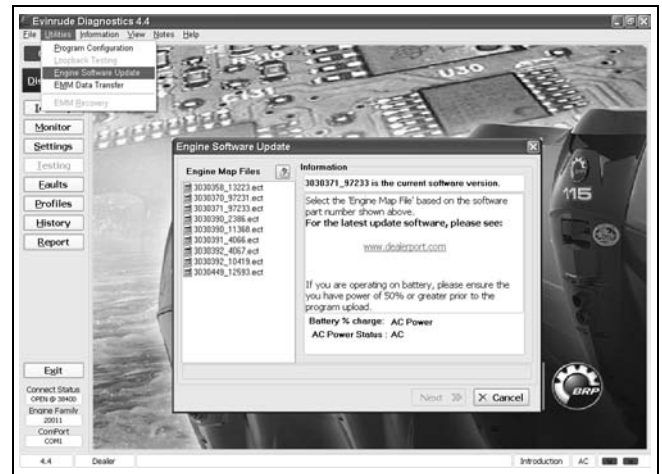 Evinrude Diagnostics 4.4
File Utilities Information View Notes Help
Program Configuration
Loopback Testing
Engine Software Update
EMM Data Transfer
EMM Recovery
Monitor
Settings
Testing
Faults
Profiles
History
Report
Exit
Connect Status
OPEN @ 38400
Engine Family
20011
ComPort
COM1
U30
115
Engine Software Update
Engine Map Files
3030358_13223.ect
3030370_97231.ect
3030371_97233.ect
3030390_2386.ect
3030390_11368.ect
3030391_4066.ect
3030392_4067.ect
3030392_10419.ect
3030449_12593.ect
Information
3030371_97233 is the current software version.
Select the 'Engine Map File' based on the software
part number shown above.
For the latest update software, please see:
www.dealerport.com
If you are operating on battery, please ensure the
you have power of 50% or greater prior to the
program upload.
Battery % charge: AC Power
AC Power Status : AC
Next
Cancel
BRP
4.4 Dealer Introduction AC